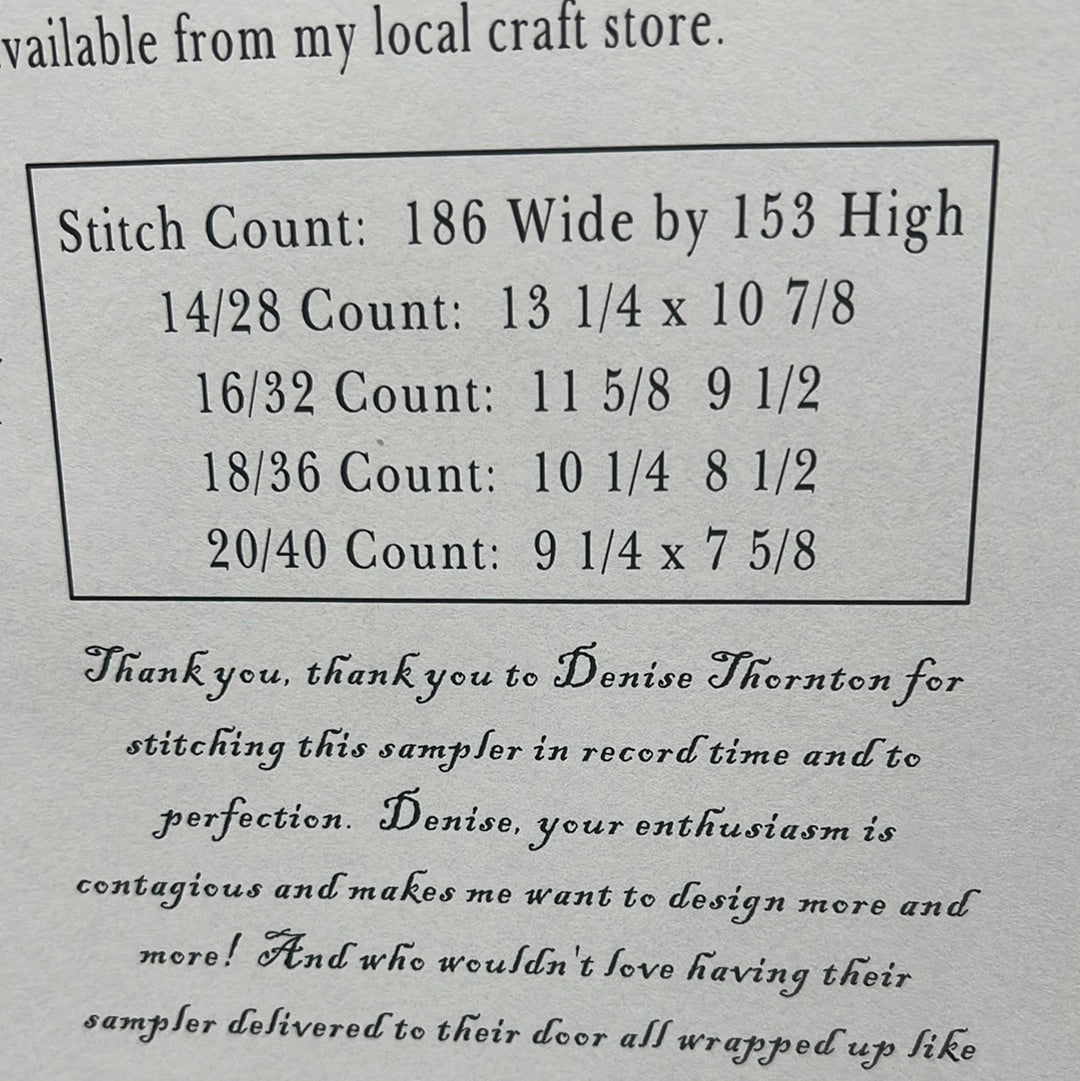 from my local craft store.
Stitch Count: 186 Wide by 153 High
14/28 Count: 13 1/4 x 10 7/8
16/32 Count: 11 5/8 9 1/2
18/36 Count: 10 1/4 8 1/2
20/40 Count: 9 1/4 x 7 5/8
Thank you, thank you to Denise Thornton for
stitching this sampler in record time and to
perfection. Denise, your enthusiasm is
contagious and makes me want to design more and
more! And who wouldn't love having their
sampler delivered to their door all wrapped up like